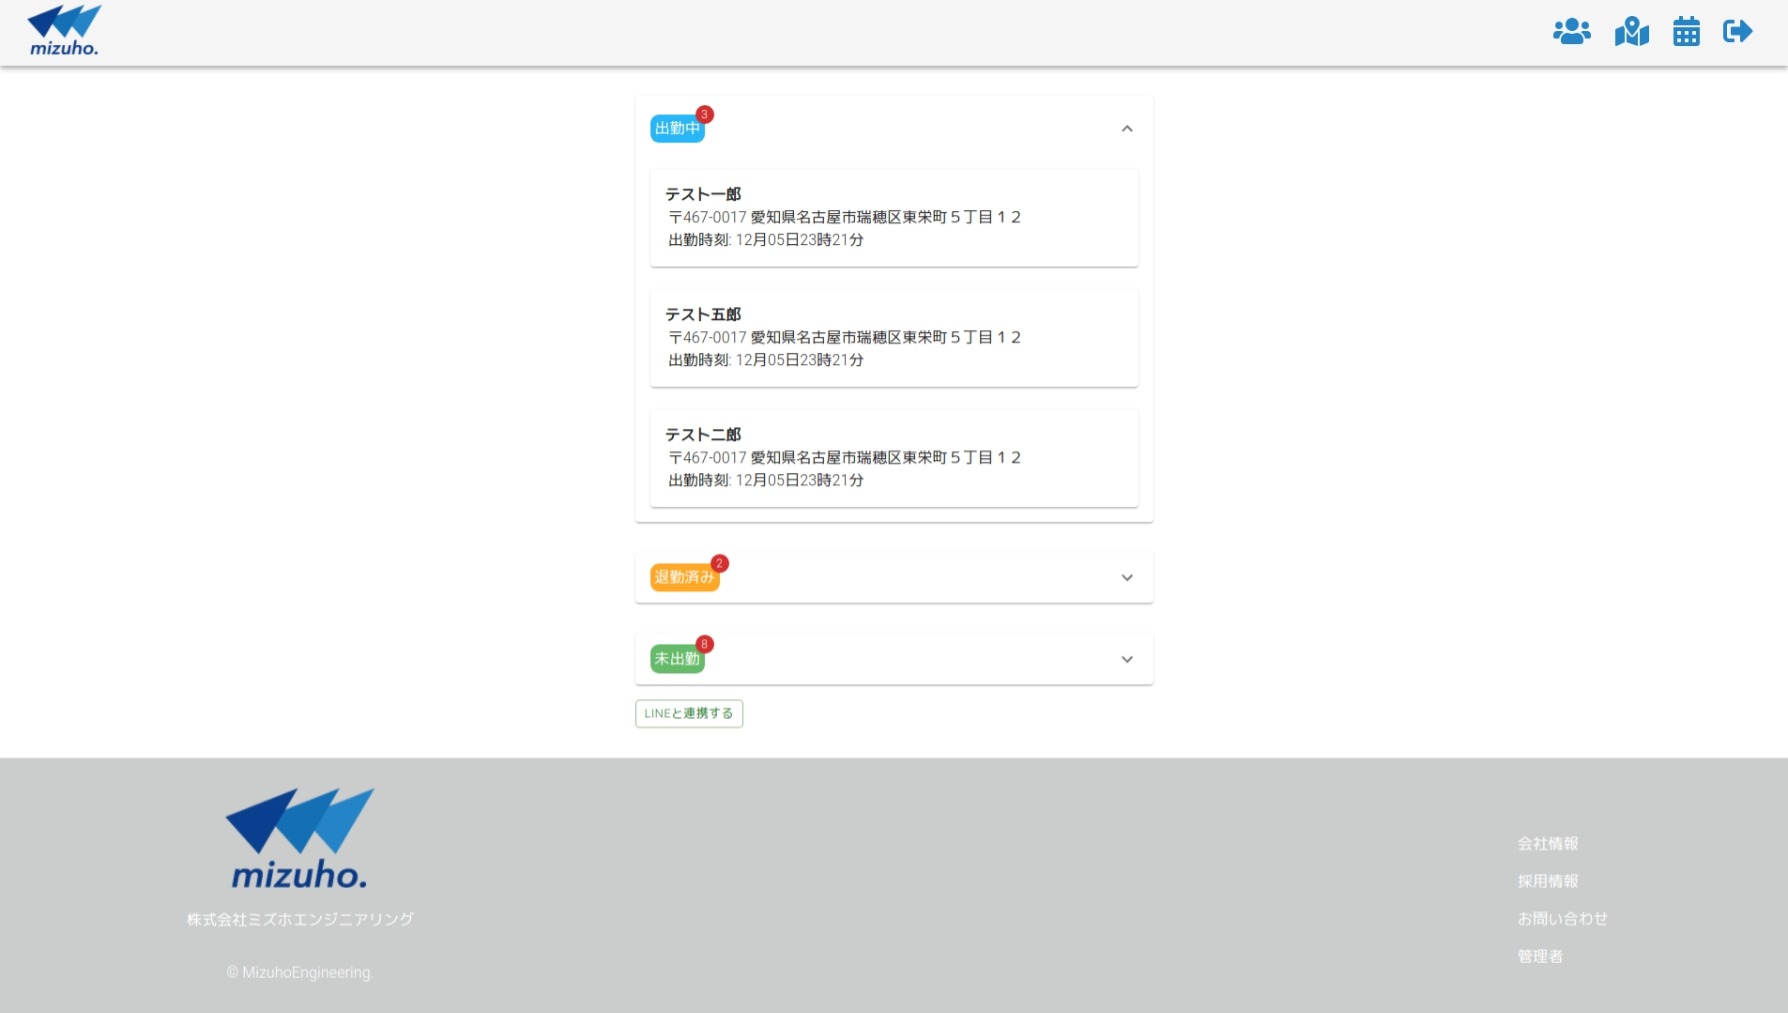 mizuho.
出勤中
3
テスト一郎
〒467-0017 愛知県名古屋市瑞穂区東栄町５丁目１２
出勤時刻: 12月05日23時21分
テスト五郎
〒467-0017 愛知県名古屋市瑞穂区東栄町５丁目１２
出勤時刻: 12月05日23時21分
テスト二郎
〒467-0017 愛知県名古屋市瑞穂区東栄町５丁目１２
出勤時刻: 12月05日23時21分
退勤済み
2
未出勤
8
LINEと連携する
mizuho.
株式会社ミズホエンジニアリング
© MizuhoEngineering.
会社情報
採用情報
お問い合わせ
管理者